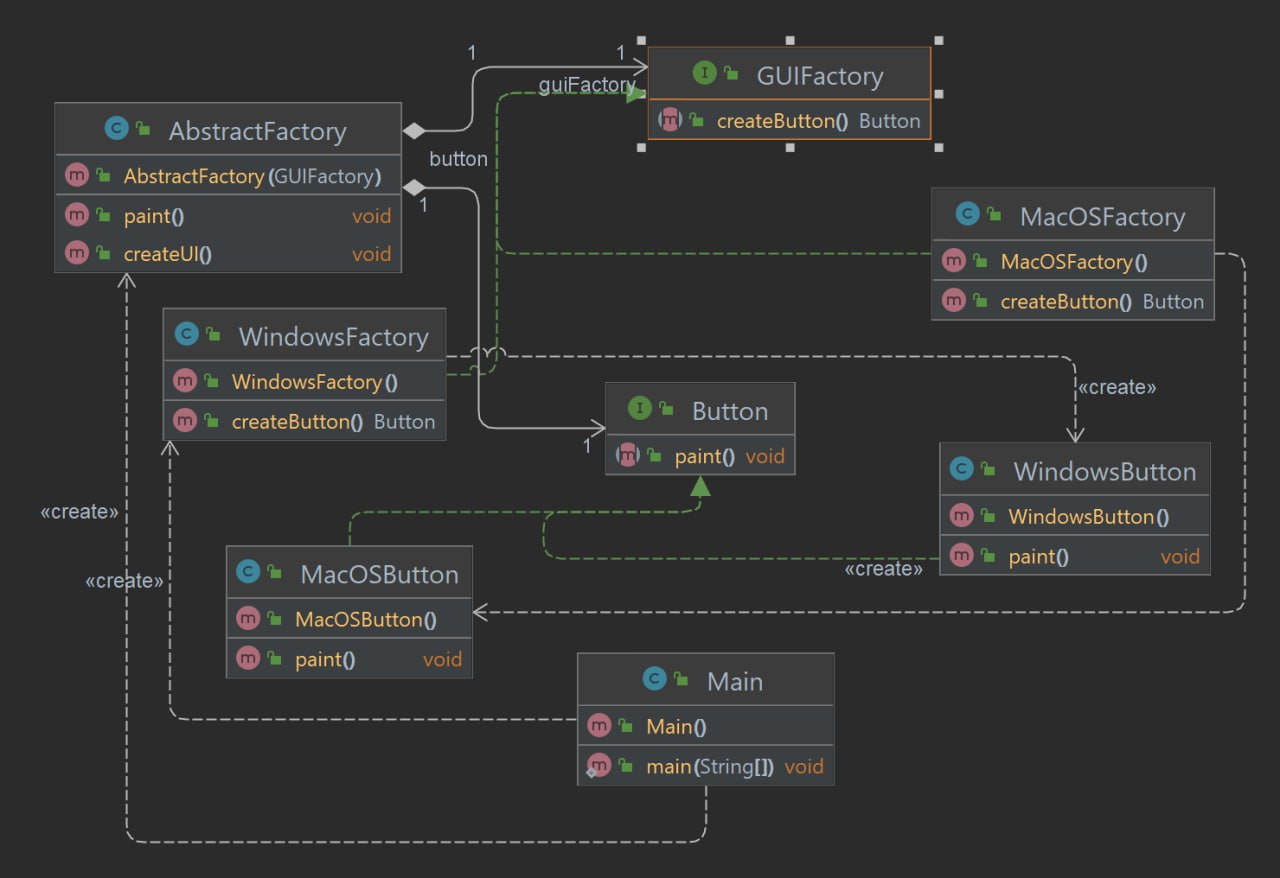 1
1
I GUIFactory
guiFactory
m createButton() Button
C AbstractFactory
m AbstractFactory(GUIFactory)
m paint() void
m createUI() void
button
1
C MacOSFactory
m MacOSFactory()
m createButton() Button
C WindowsFactory
m WindowsFactory()
m createButton() Button
«create»
I Button
m paint() void
1
C WindowsButton
m WindowsButton()
m paint() void
«create»
«create»
«create»
C MacOSButton
m MacOSButton()
m paint() void
C Main
m Main()
m main(String[]) void